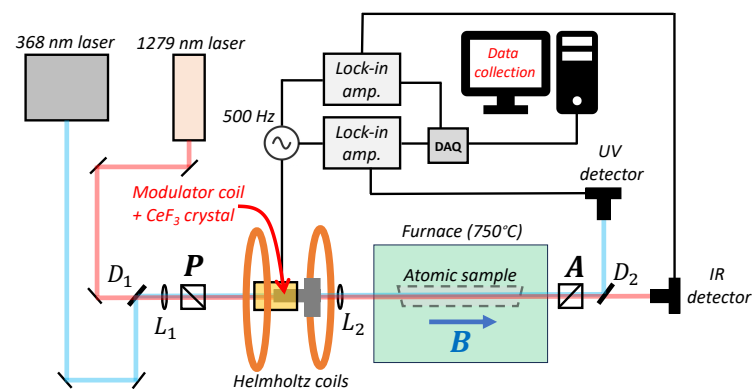 368 nm laser
1279 nm laser
Lock-in
amp.
Data
collection
500 Hz
Lock-in
amp.
DAQ
UV
detector
Modulator coil
+ CeF₃ crystal
Furnace (750°C)
D₁
P
Atomic sample
A
D₂
IR
detector
L₁
L₂
B
Helmholtz coils